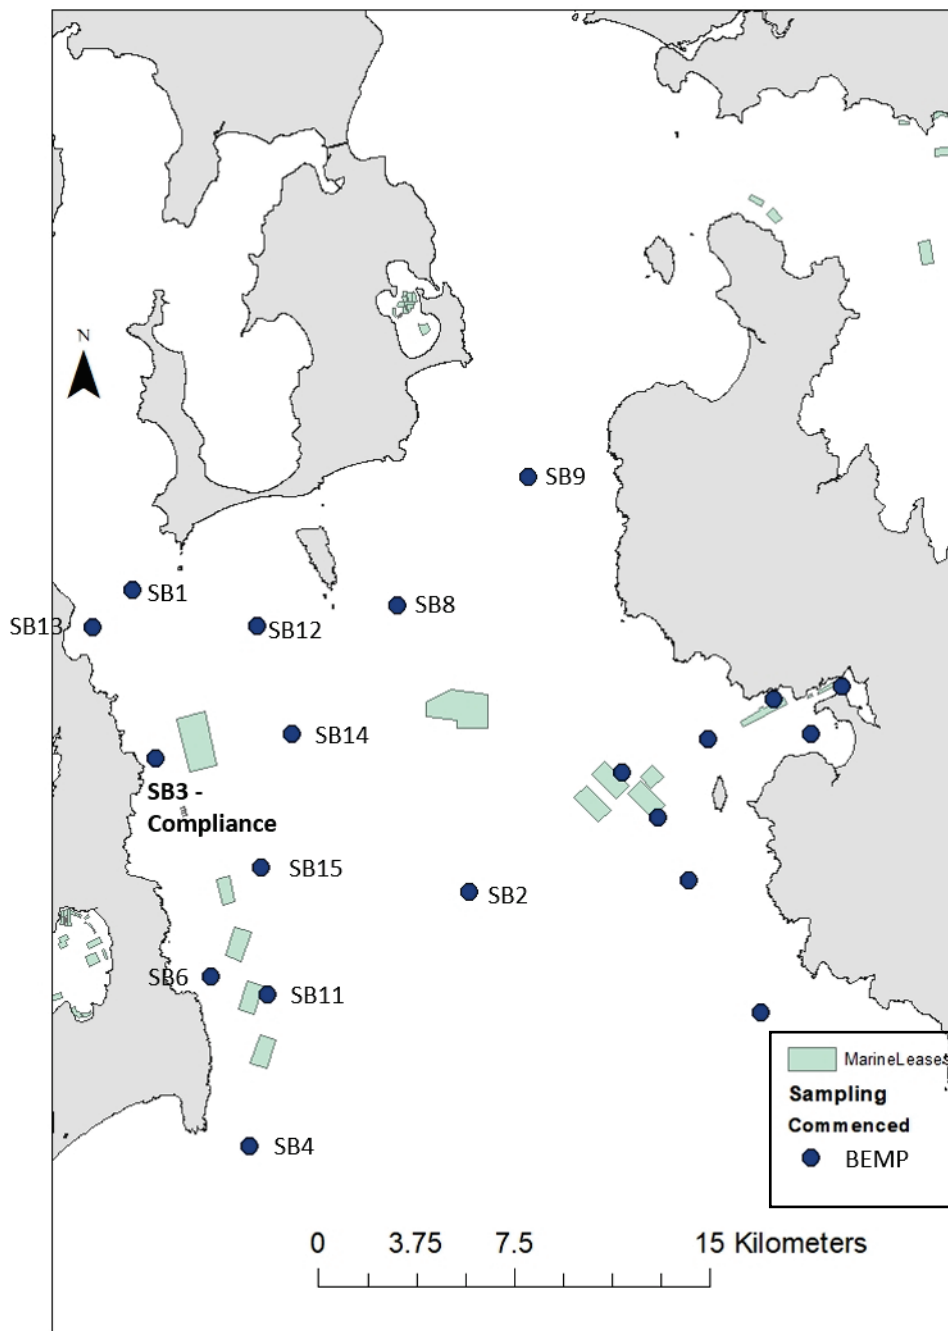 N
SB9
SB1
SB8
SB13
SB12
SB14
SB3 -
Compliance
SB15
SB2
SB6
SB11
MarineLeases
Sampling
Commenced
BEMP
SB4
0 3.75 7.5 15 Kilometers